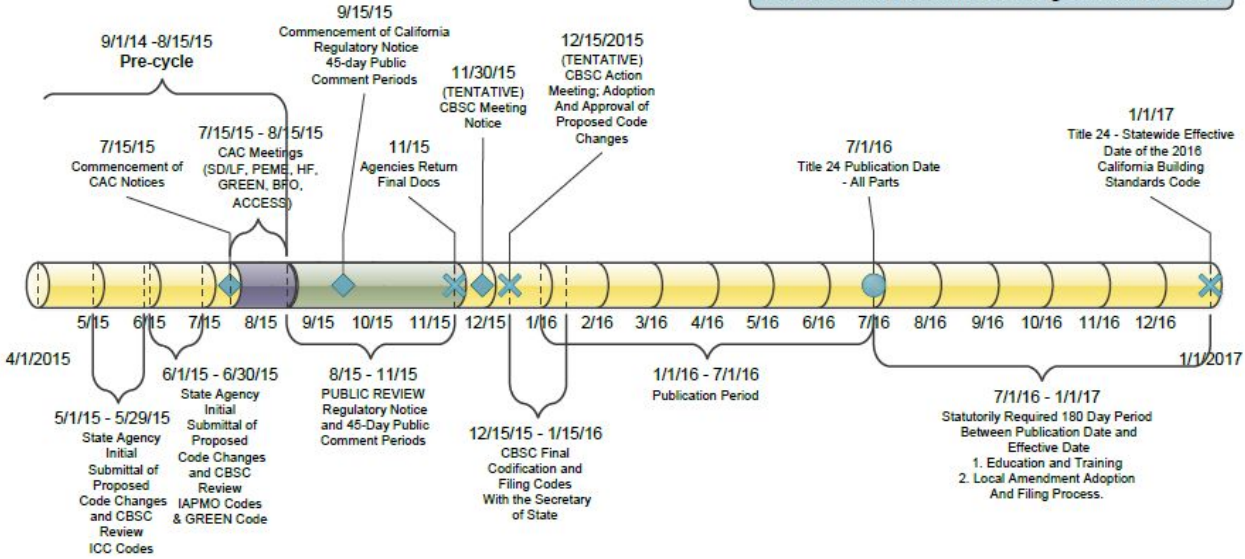 9/1/14 -8/15/15
Pre-cycle
7/15/15
Commencement of
CAC Notices
7/15/15 - 8/15/15
CAC Meetings
(SD/LF, PEME, HF,
GREEN, BFO,
ACCESS)
9/15/15
Commencement of California
Regulatory Notice
45-day Public
Comment Periods
11/15
Agencies Return
Final Docs
11/30/15
(TENTATIVE)
CBSC Meeting
Notice
12/15/2015
(TENTATIVE)
CBSC Action
Meeting; Adoption
And Approval of
Proposed Code
Changes
7/1/16
Title 24 Publication Date
- All Parts
1/1/17
Title 24 - Statewide Effective
Date of the 2016
California Building
Standards Code
4/1/2015
5/15
6/15
7/15
8/15
9/15
10/15
11/15
12/15
1/16
2/16
3/16
4/16
5/16
6/16
7/16
8/16
9/16
10/16
11/16
12/16
1/1/2017
5/1/15 - 5/29/15
State Agency
Initial
Submittal of
Proposed
Code Changes
and CBSC
Review
ICC Codes
6/1/15 - 6/30/15
State Agency
Initial
Submittal of
Proposed
Code Changes
and CBSC
Review
IAPMO Codes
& GREEN Code
8/15 - 11/15
PUBLIC REVIEW
Regulatory Notice
and 45-Day Public
Comment Periods
12/15/15 - 1/15/16
CBSC Final
Codification and
Filing Codes
With the Secretary
of State
1/1/16 - 7/1/16
Publication Period
7/1/16 - 1/1/17
Statutorily Required 180 Day Period
Between Publication Date and
Effective Date
1. Education and Training
2. Local Amendment Adoption
And Filing Process.